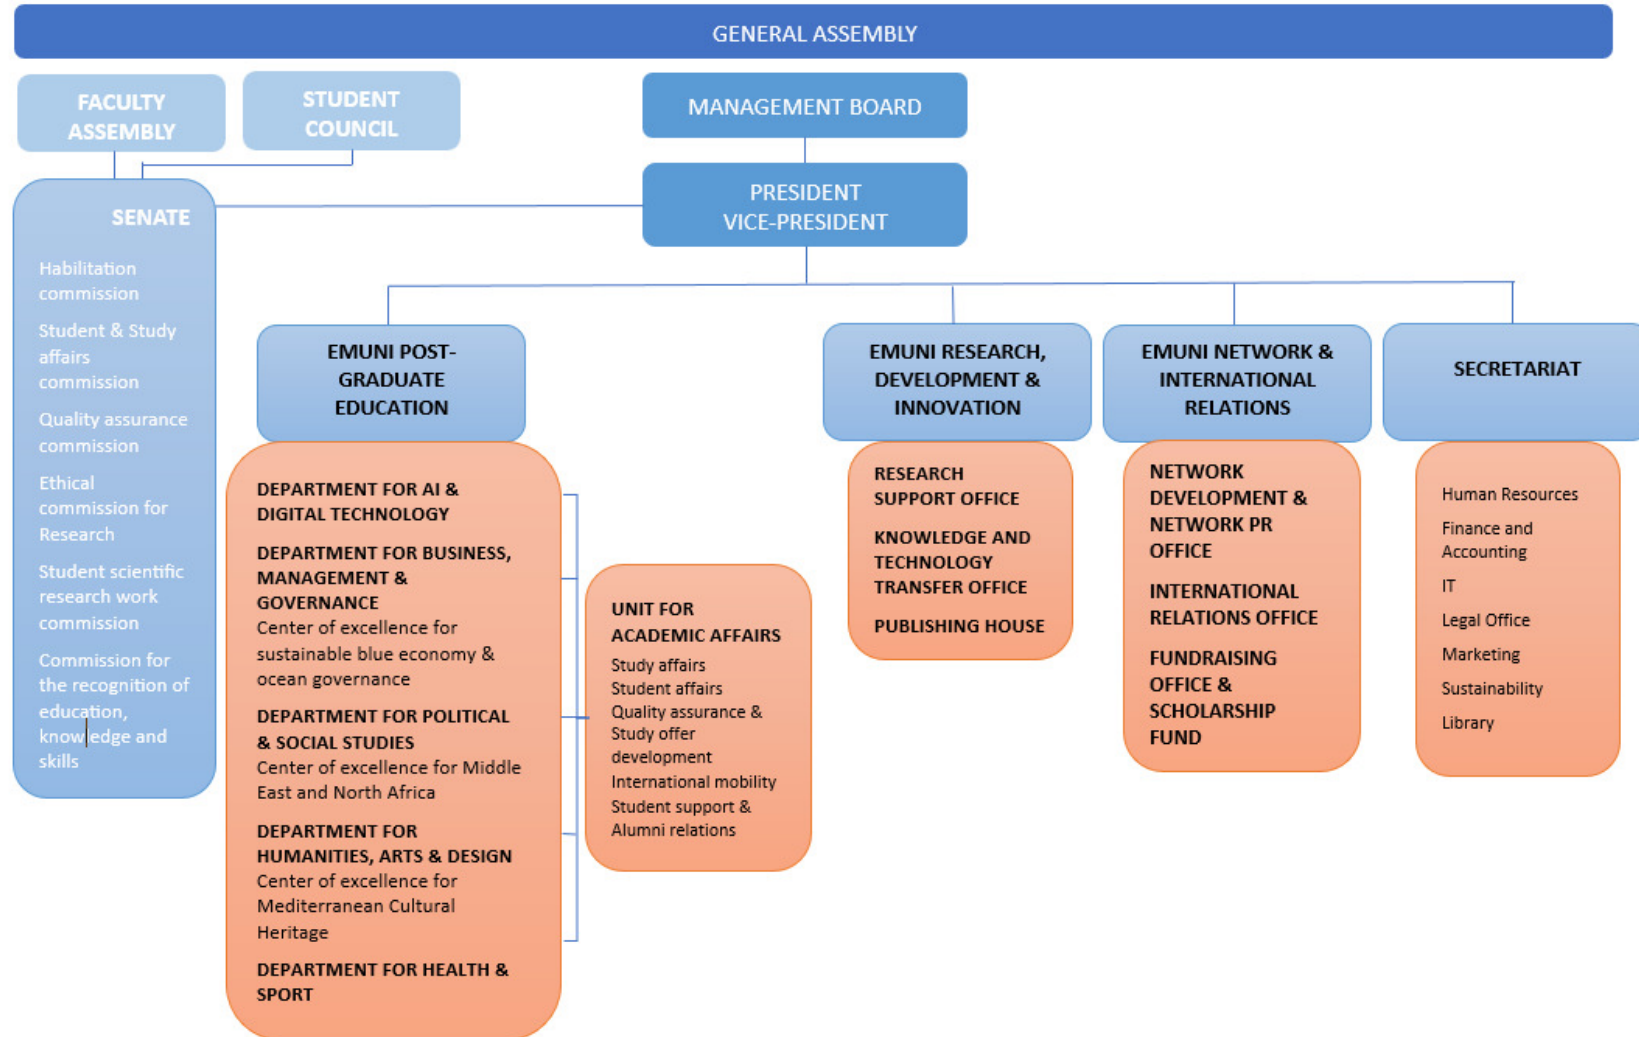 GENERAL ASSEMBLY
FACULTY
ASSEMBLY
STUDENT
COUNCIL
MANAGEMENT BOARD
PRESIDENT
VICE-PRESIDENT
SENATE
Habilitation
commission
Student & Study
affairs
commission
Quality assurance
commission
Ethical
commission for
Research
Student scientific
research work
commission
Commission for
the recognition of
education,
knowledge and
skills
EMUNI POST-
GRADUATE
EDUCATION
DEPARTMENT FOR AI &
DIGITAL TECHNOLOGY
DEPARTMENT FOR BUSINESS,
MANAGEMENT &
GOVERNANCE
Center of excellence for
sustainable blue economy &
ocean governance
DEPARTMENT FOR POLITICAL
& SOCIAL STUDIES
Center of excellence for Middle
East and North Africa
DEPARTMENT FOR
HUMANITIES, ARTS & DESIGN
Center of excellence for
Mediterranean Cultural
Heritage
DEPARTMENT FOR HEALTH &
SPORT
UNIT FOR
ACADEMIC AFFAIRS
Study affairs
Student affairs
Quality assurance &
Study offer
development
International mobility
Student support &
Alumni relations
EMUNI RESEARCH,
DEVELOPMENT &
INNOVATION
RESEARCH
SUPPORT OFFICE
KNOWLEDGE AND
TECHNOLOGY
TRANSFER OFFICE
PUBLISHING HOUSE
EMUNI NETWORK &
INTERNATIONAL
RELATIONS
NETWORK
DEVELOPMENT &
NETWORK PR
OFFICE
INTERNATIONAL
RELATIONS OFFICE
FUNDRAISING
OFFICE &
SCHOLARSHIP
FUND
SECRETARIAT
Human Resources
Finance and
Accounting
IT
Legal Office
Marketing
Sustainability
Library